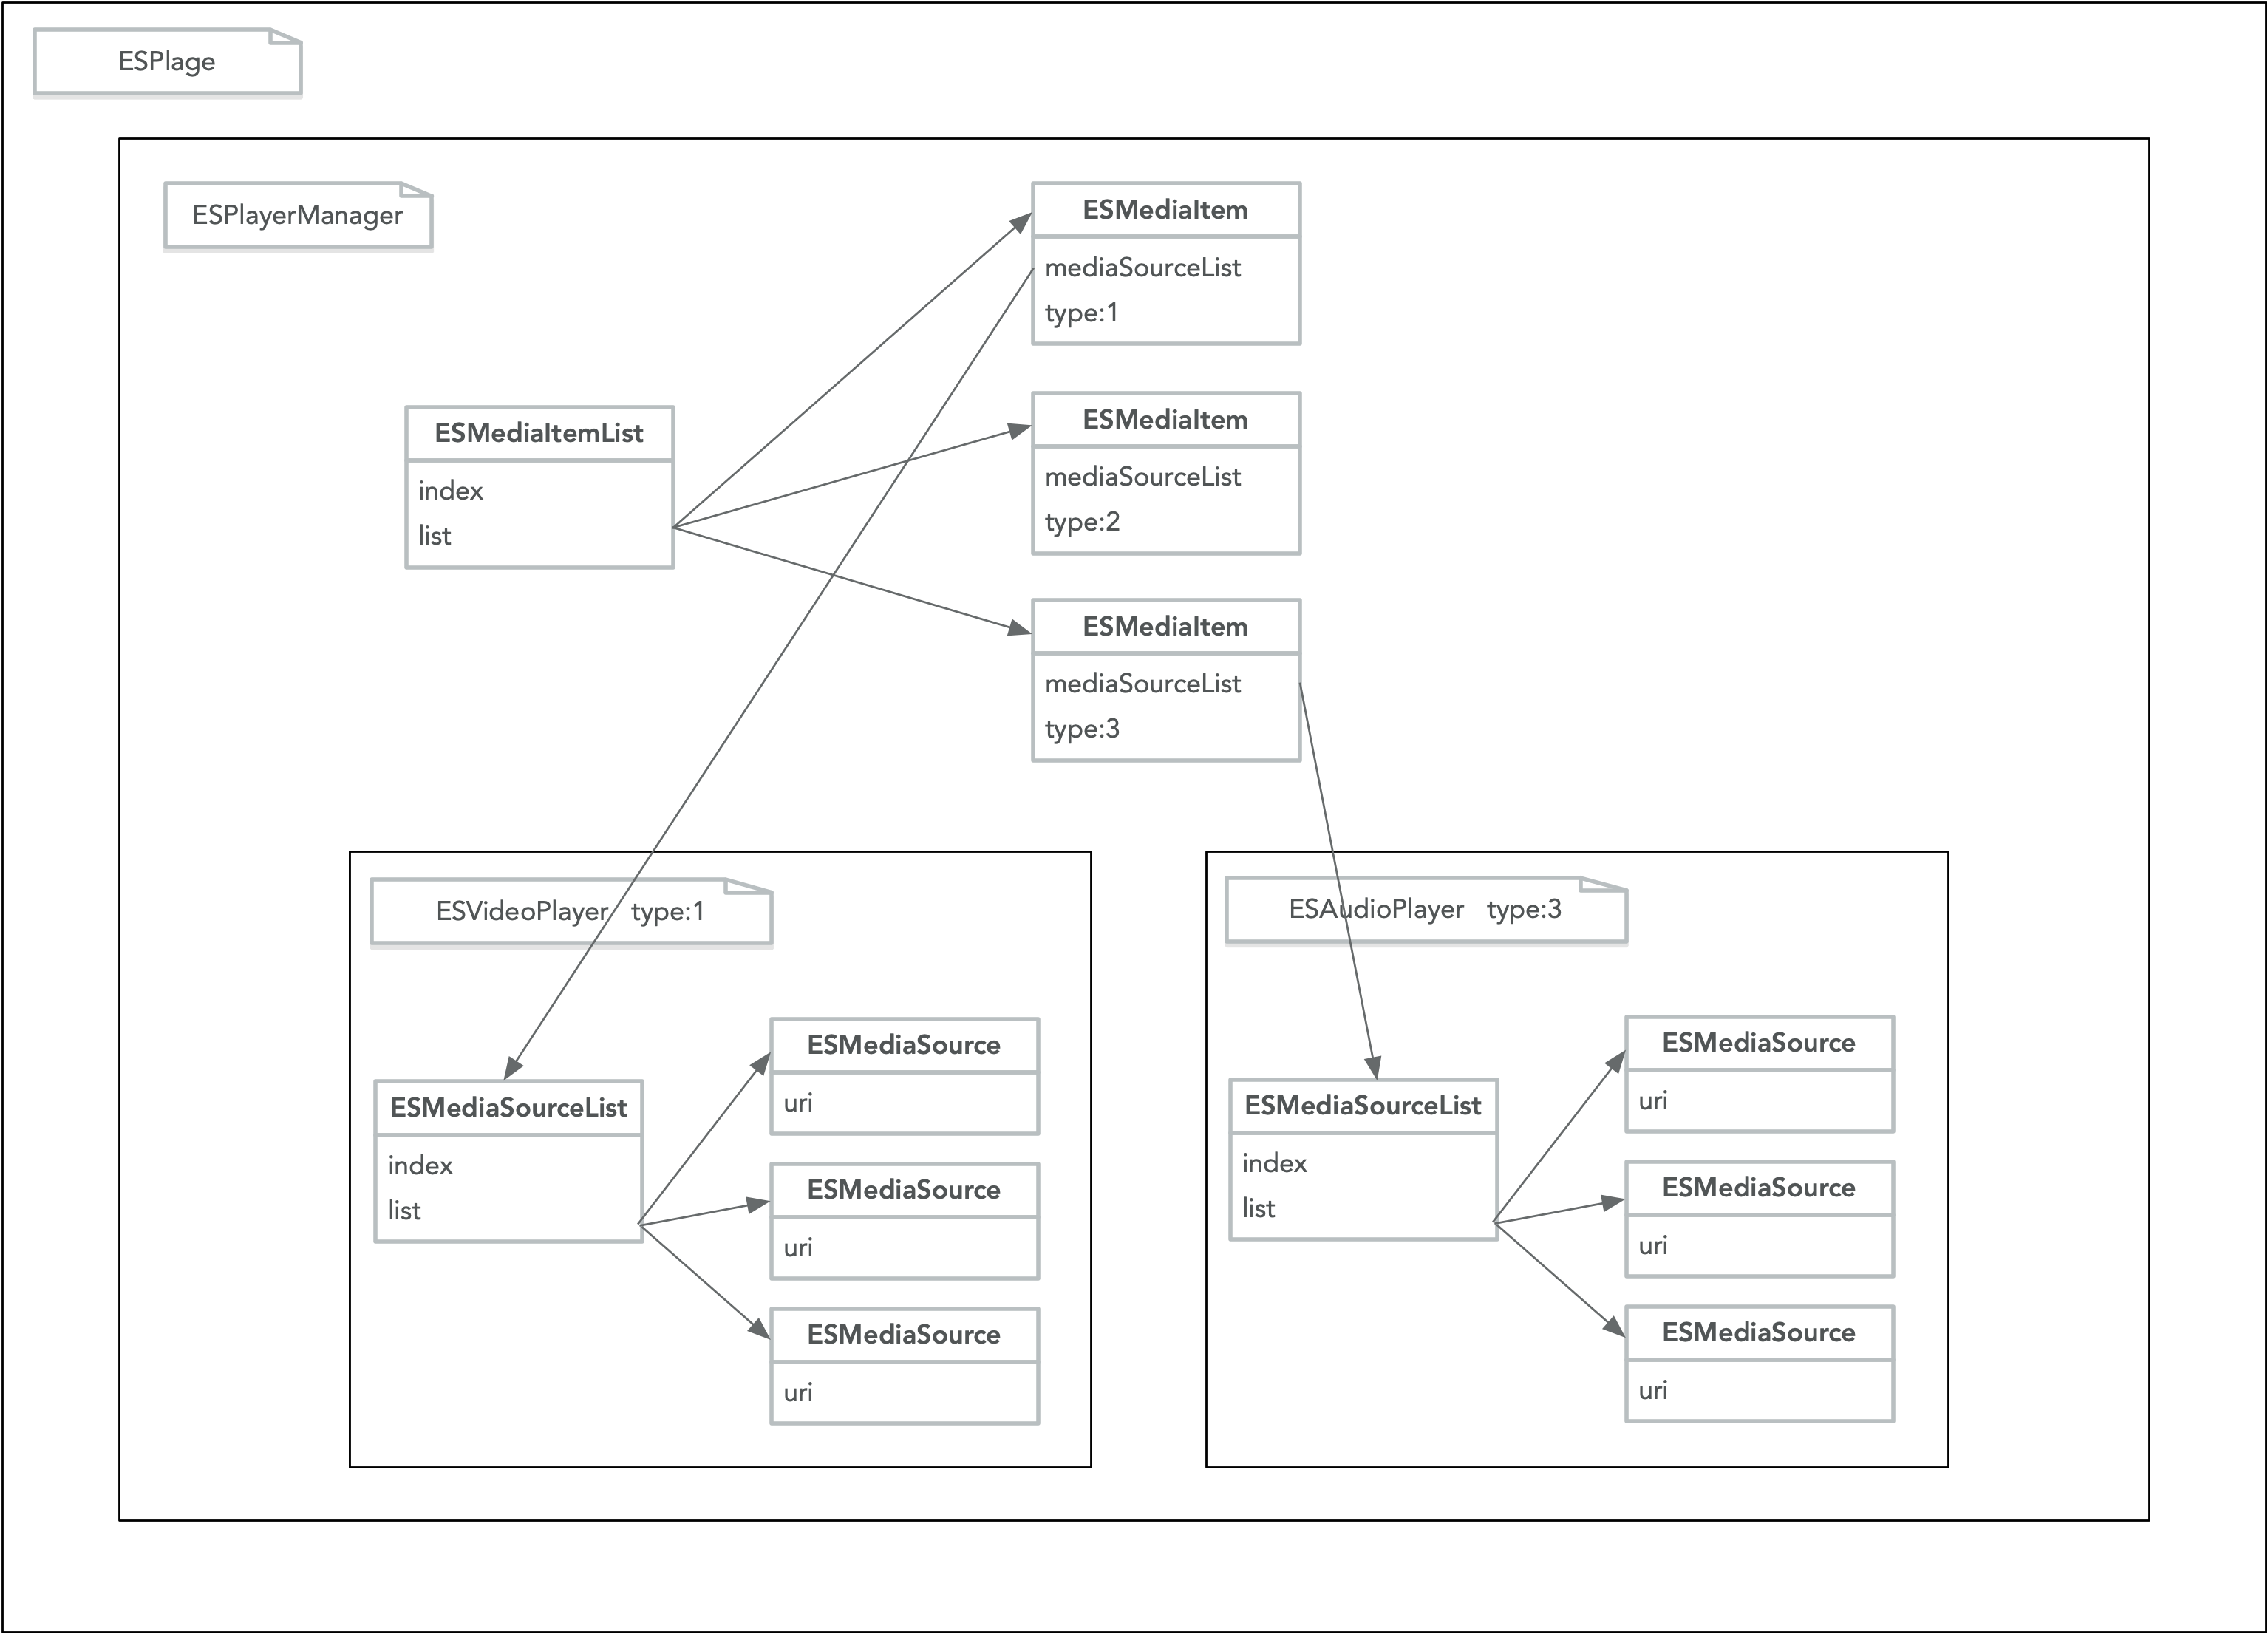 ESPlage
ESPlayerManager
ESMediaItem
mediaSourceList
type:1
ESMediaItemList
index
list
ESMediaItem
mediaSourceList
type:2
ESMediaItem
mediaSourceList
type:3
ESVideoPlayer type:1
ESMediaSourceList
index
list
ESMediaSource
uri
ESMediaSource
uri
ESMediaSource
uri
ESAudioPlayer type:3
ESMediaSourceList
index
list
ESMediaSource
uri
ESMediaSource
uri
ESMediaSource
uri